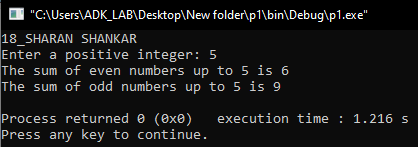 "C:\Users\ADK_LAB\Desktop\New folder\p1\bin\Debug\p1.exe"
18_SHARAN SHANKAR
Enter a positive integer: 5
The sum of even numbers up to 5 is 6
The sum of odd numbers up to 5 is 9
Process returned 0 (0x0)   execution time : 1.216 s
Press any key to continue.